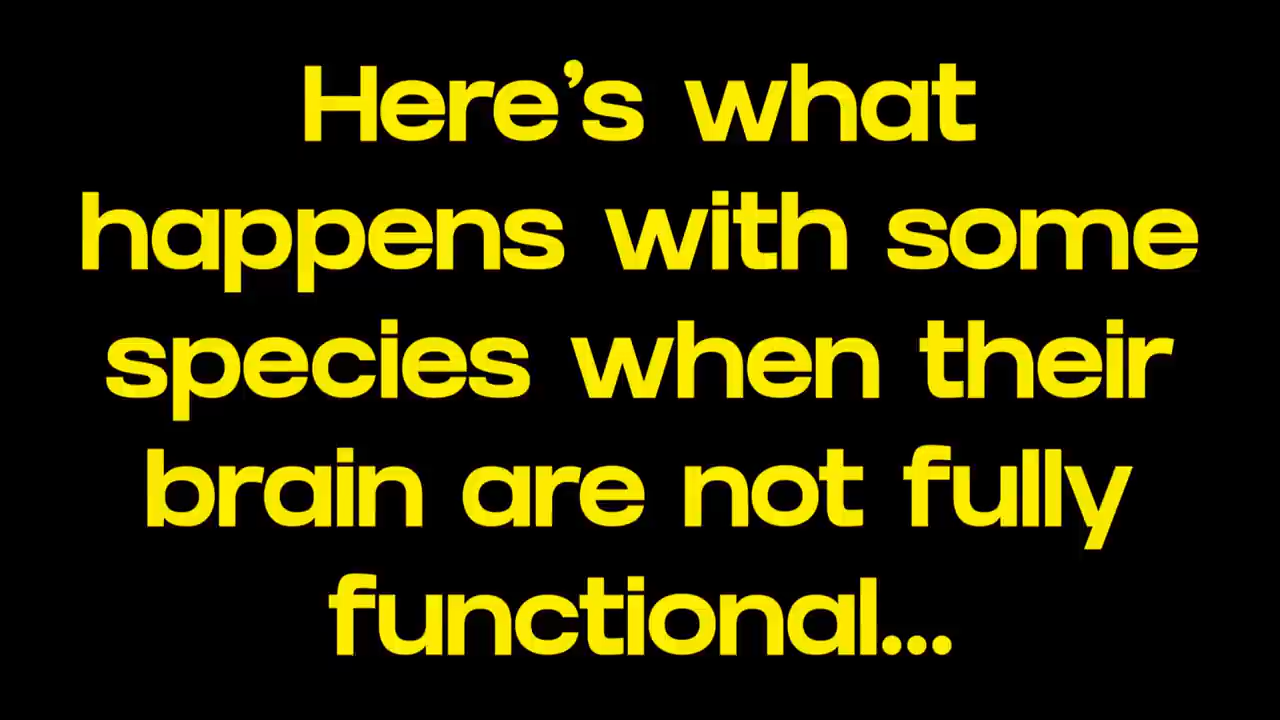 Here’s what
happens with some
species when their
brain are not fully
functional...